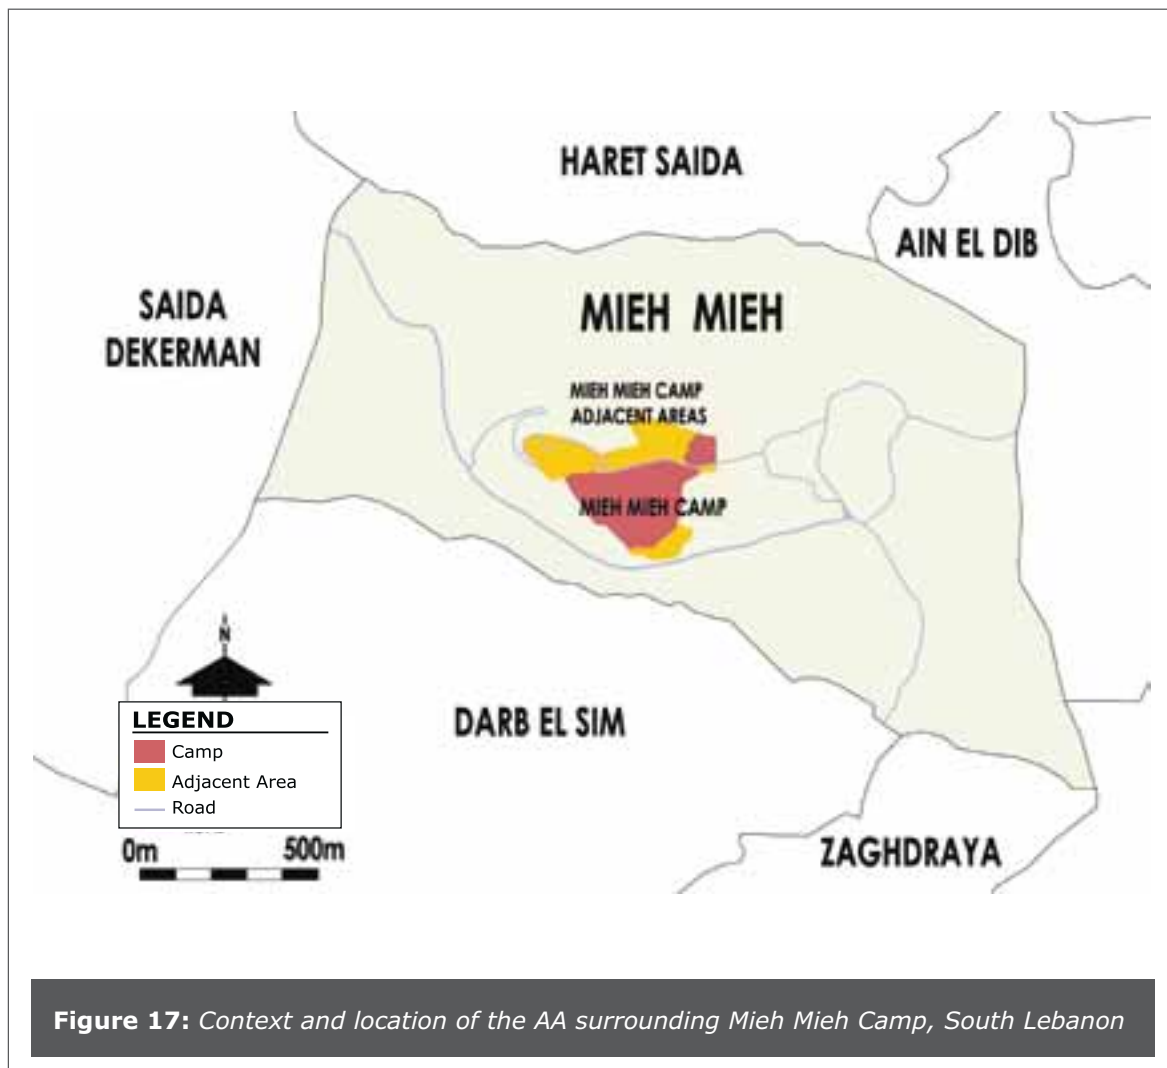 HARET SAIDA
AIN EL DIB
SAIDA
DEKERMAN
MIEH MIEH
MIEH MIEH CAMP
ADJACENT AREAS
MIEH MIEH CAMP
N
DARB EL SIM
LEGEND
Camp
Adjacent Area
Road
0m 500m
ZAGHDRAYA
Figure 17: Context and location of the AA surrounding Mieh Mieh Camp, South Lebanon